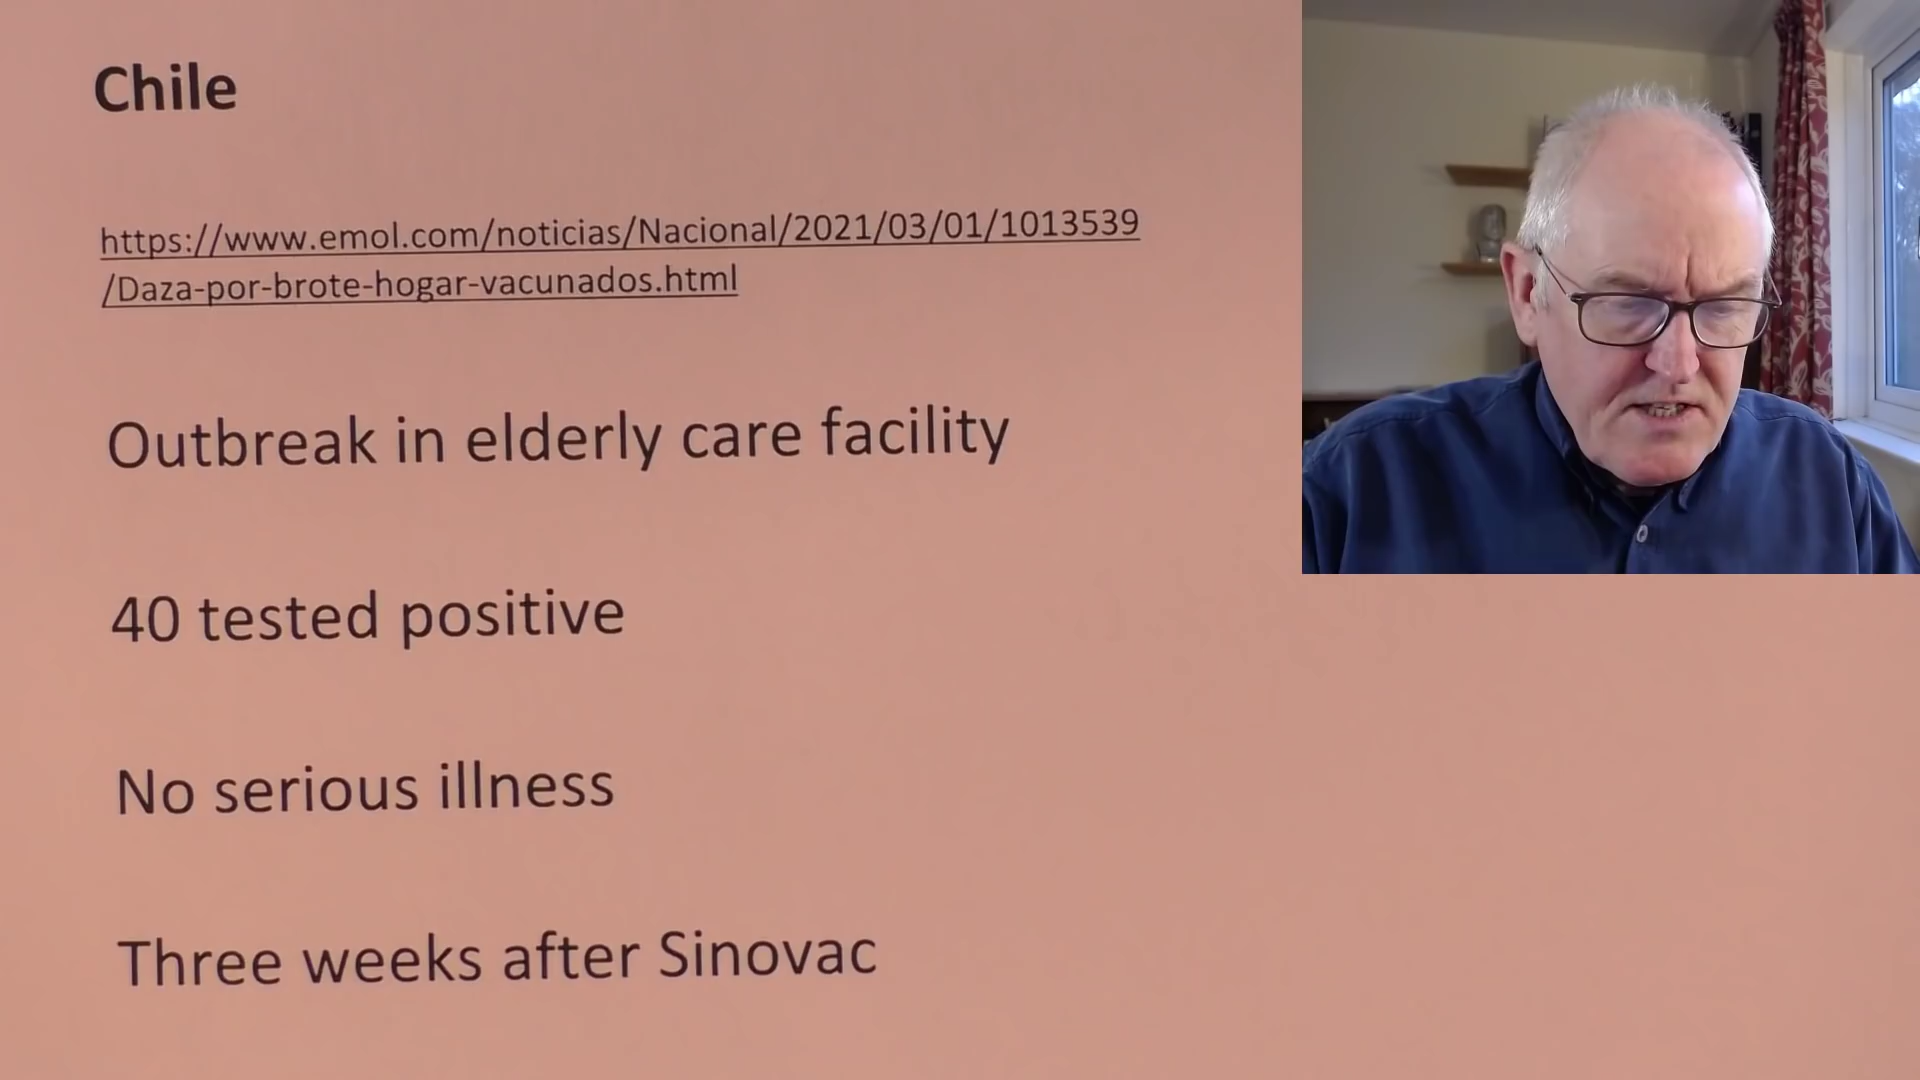 Chile
https://www.emol.com/noticias/Nacional/2021/03/01/1013539
/Daza-por-brote-hogar-vacunados.html
Outbreak in elderly care facility
40 tested positive
No serious illness
Three weeks after Sinovac